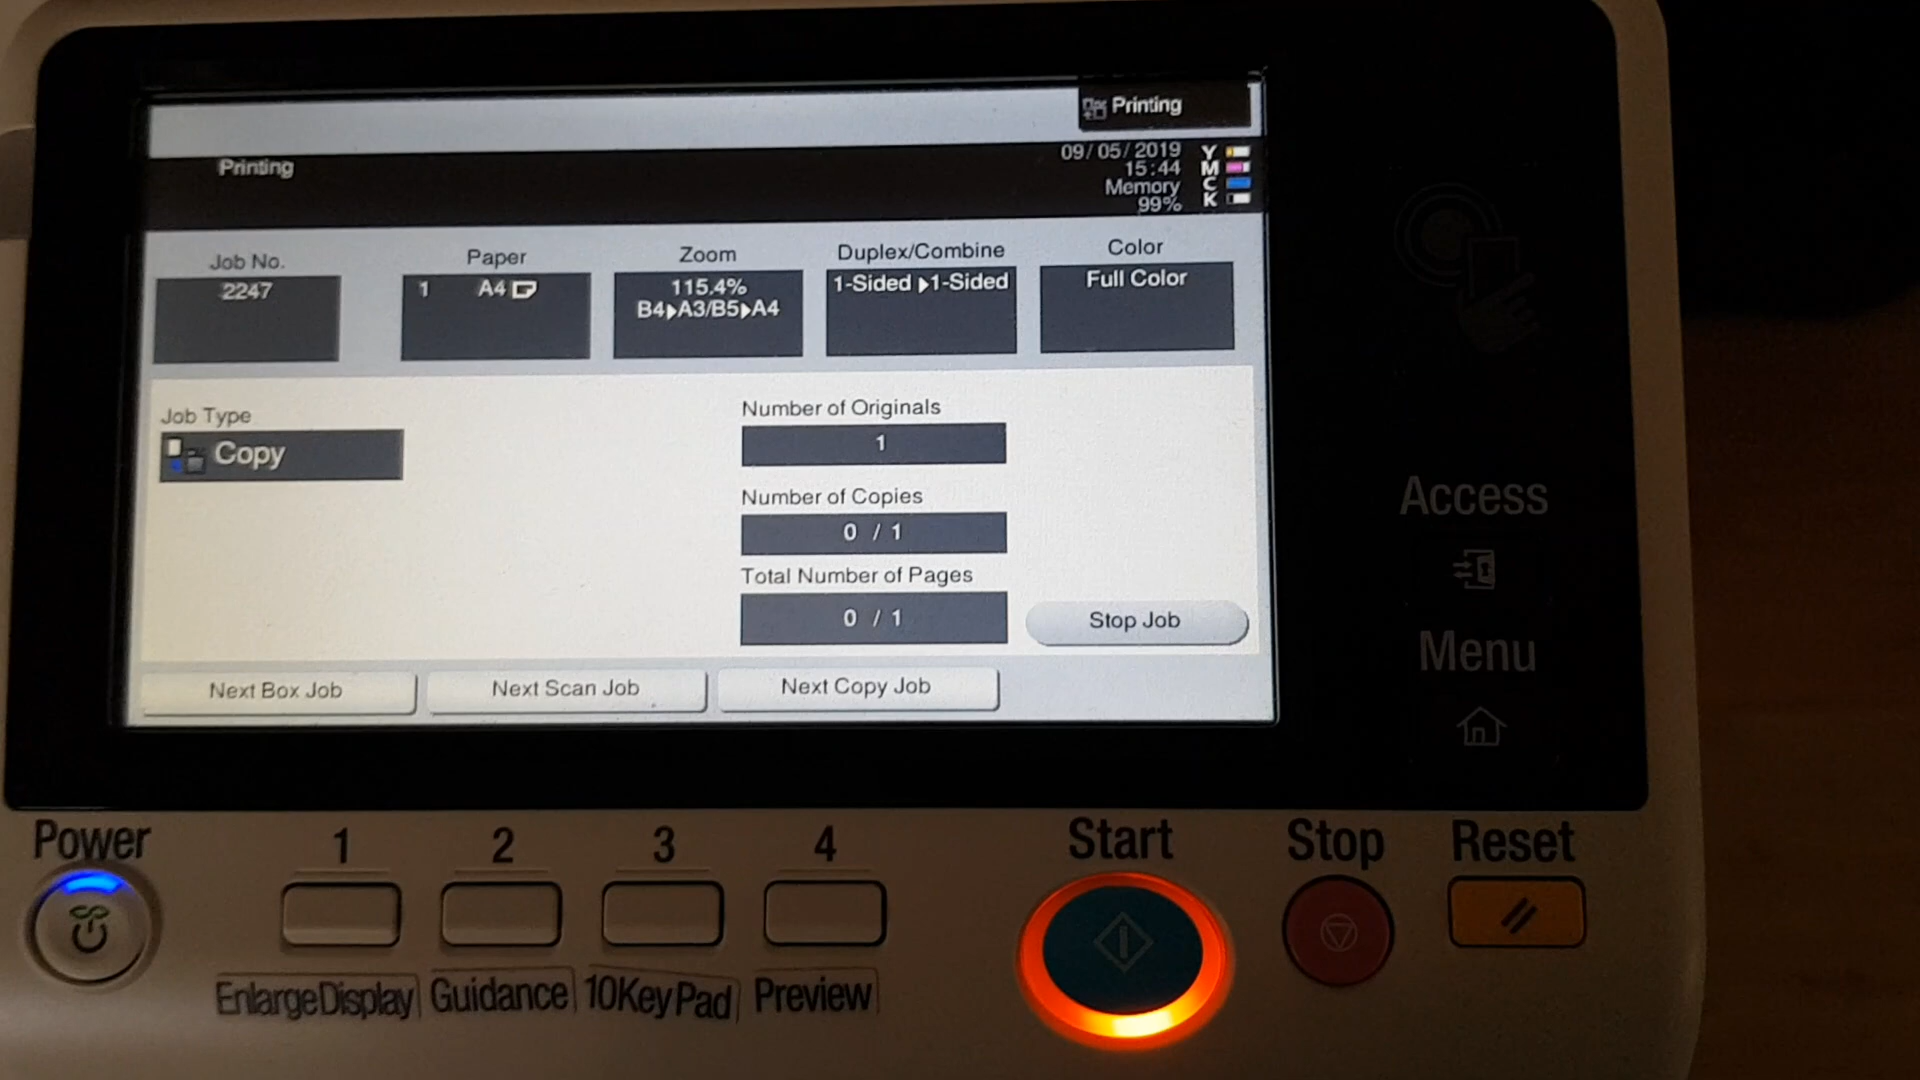 Printing
Printing
09/05/2019
15:44
Memory
99%
Y
M
C
K
Job No.
2247
Paper
1 A4
Zoom
115.4%
B4▶A3/B5▶A4
Duplex/Combine
1-Sided ▶1-Sided
Color
Full Color
Job Type
Copy
Number of Originals
1
Number of Copies
0 / 1
Total Number of Pages
0 / 1
Stop Job
Next Box Job
Next Scan Job
Next Copy Job
Access
Menu
Power
1
2
3
4
Start
Stop
Reset
EnlargeDisplay
Guidance
10KeyPad
Preview